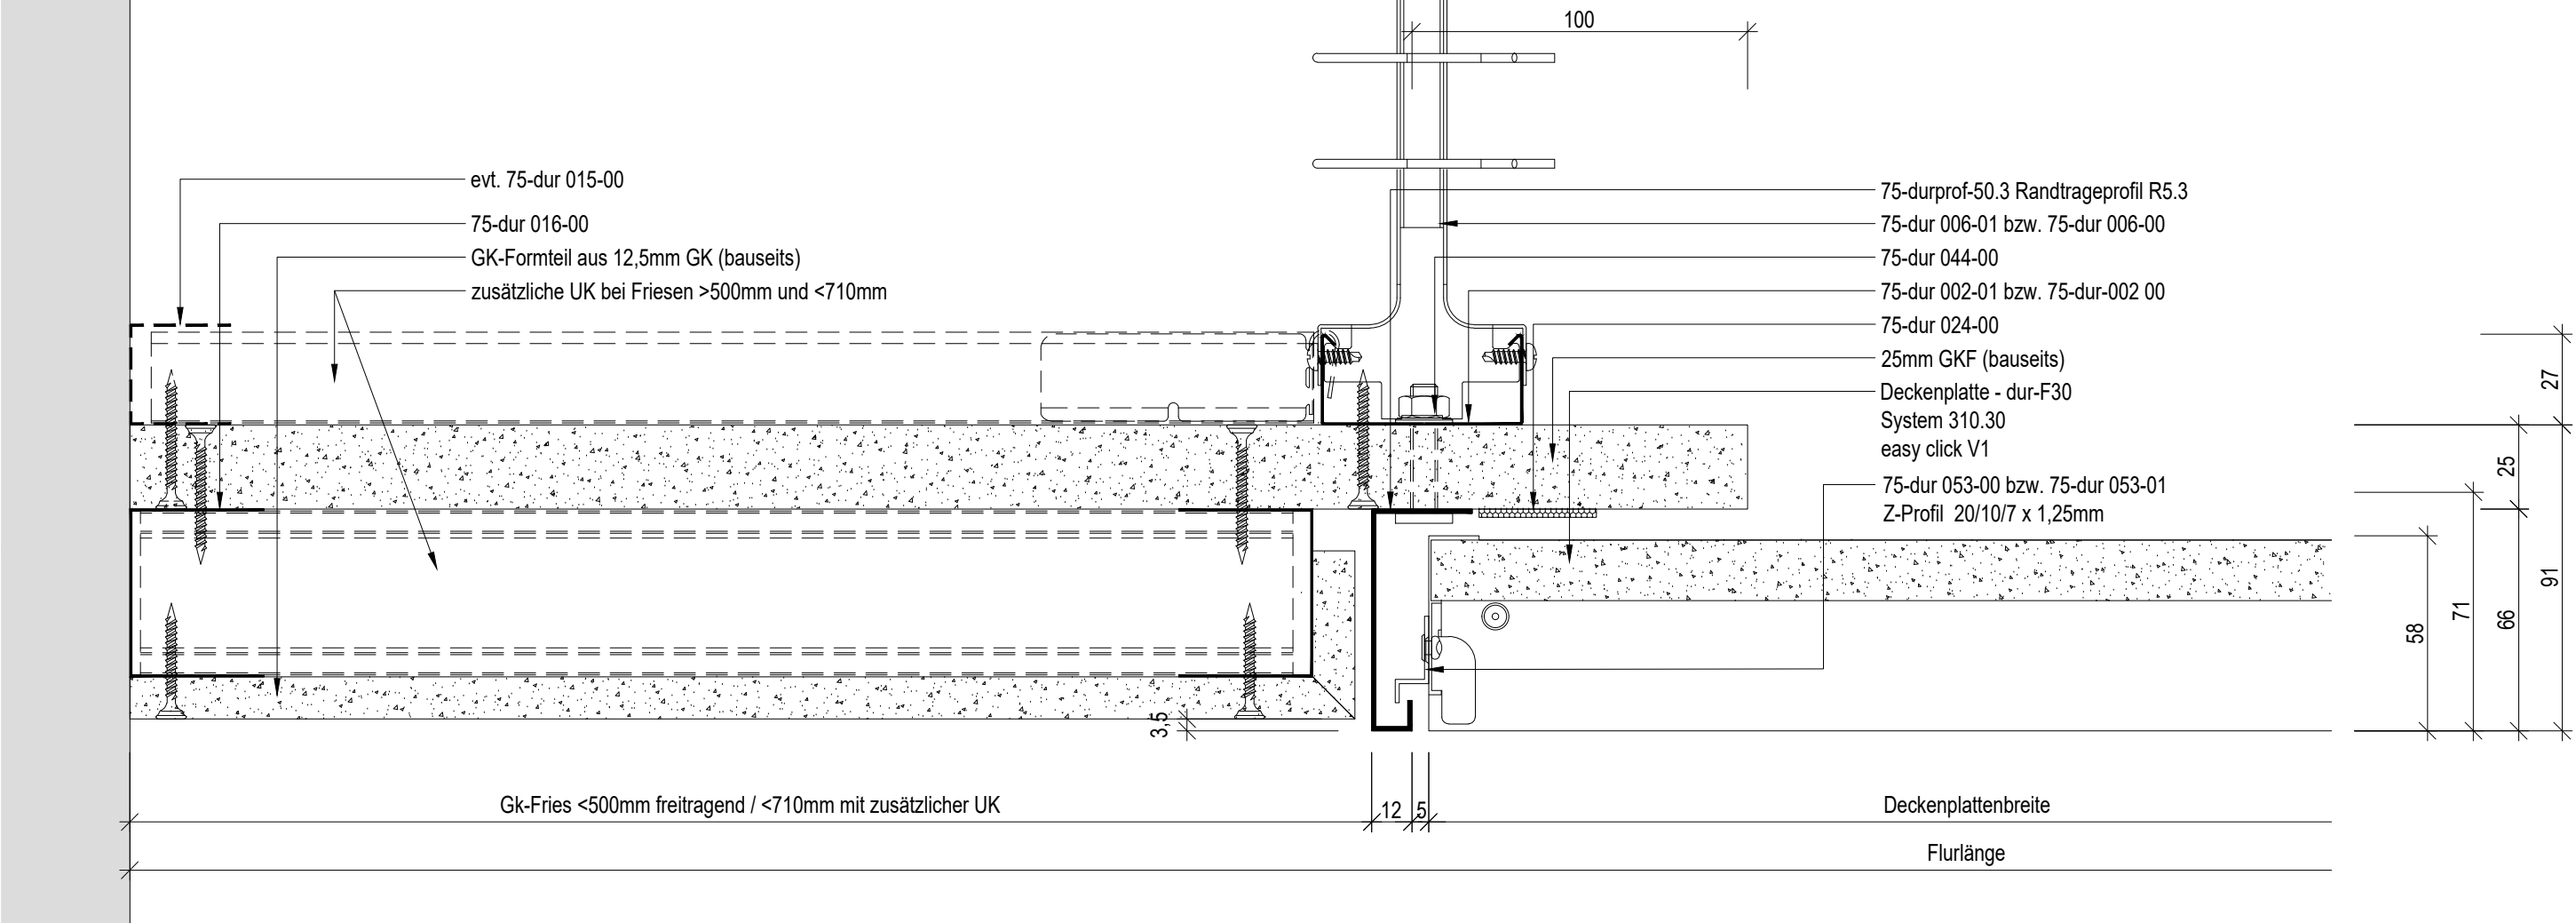 100
evt. 75-dur 015-00
75-dur 016-00
GK-Formteil aus 12,5mm GK (bauseits)
zusätzliche UK bei Friesen >500mm und <710mm
75-durprof-50.3 Randtrageprofil R5.3
75-dur 006-01 bzw. 75-dur 006-00
75-dur 044-00
75-dur 002-01 bzw. 75-dur-002 00
75-dur 024-00
25mm GKF (bauseits)
Deckenplatte - dur-F30
System 310.30
easy click V1
75-dur 053-00 bzw. 75-dur 053-01
Z-Profil 20/10/7 x 1,25mm
27
25
91
71
66
58
3,5
Gk-Fries <500mm freitragend / <710mm mit zusätzlicher UK
12
5
Deckenplattenbreite
Flurlänge